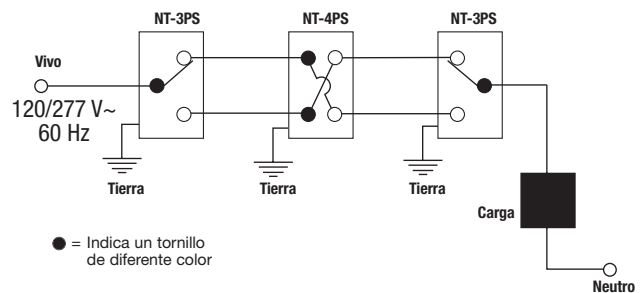 NT-3PS NT-4PS NT-3PS
Vivo
120/277 V~
60 Hz
Tierra Tierra Tierra
Carga
= Indica un tornillo
de diferente color
Neutro